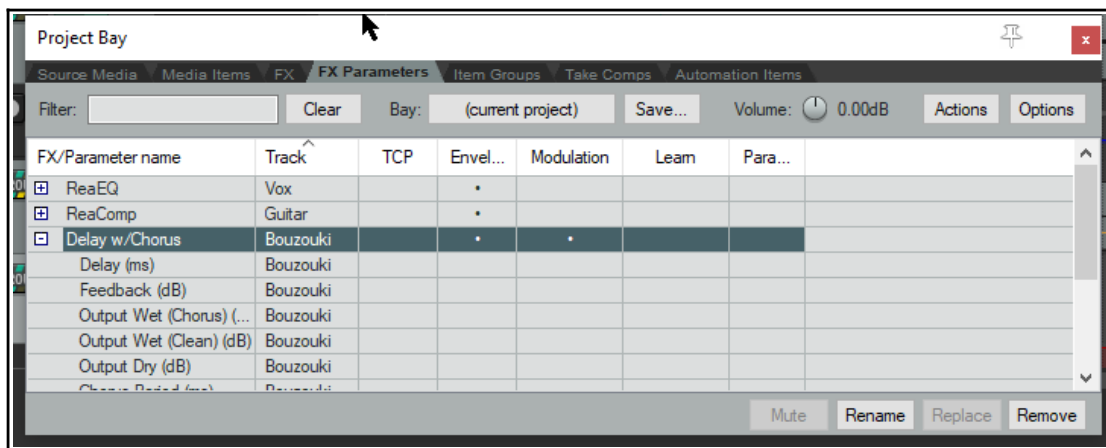 Project Bay
x
Source Media Media Items FX FX Parameters Item Groups Take Comps Automation Items
Filter: Clear Bay: (current project) Save... Volume: 0.00dB Actions Options
FX/Parameter name Track TCP Envel... Modulation Learn Para...
ReaEQ Vox
ReaComp Guitar
Delay w/Chorus Bouzouki
Delay (ms) Bouzouki
Feedback (dB) Bouzouki
Output Wet (Chorus) (... Bouzouki
Output Wet (Clean) (dB) Bouzouki
Output Dry (dB) Bouzouki
Mute Rename Replace Remove